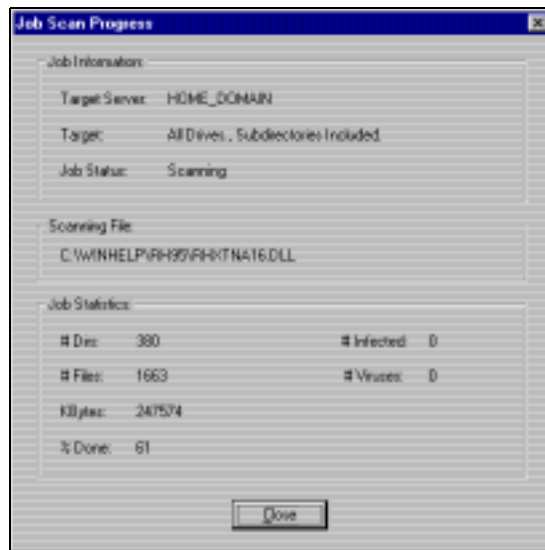 Job Scan Progress
Job Information:
Target Server: HOME_DOMAIN
Target: All Drives , Subdirectories Included.
Job Status: Scanning
Scanning File:
C:\WINHELP\RH95\RHXTNA16.DLL
Job Statistics:
# Dirs: 380 # Infected: 0
# Files: 1663 # Viruses: 0
KBytes: 247574
% Done: 61
Close